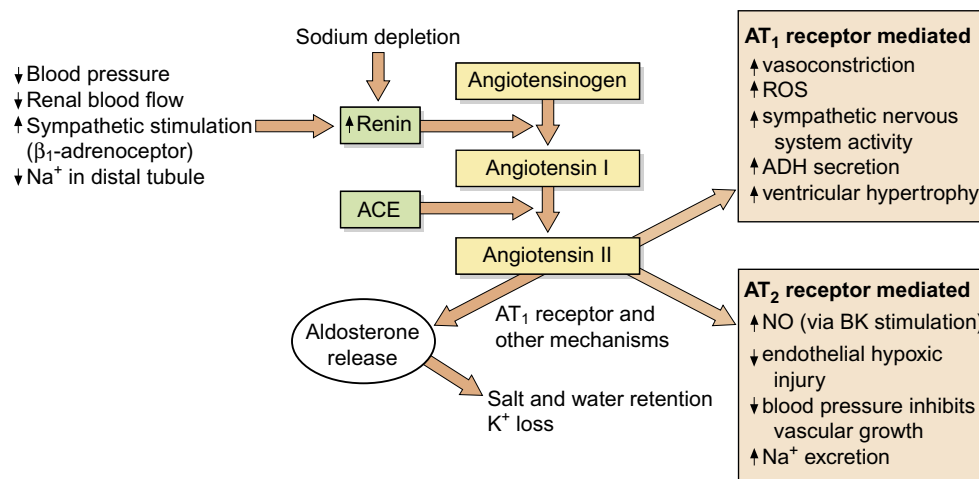 Sodium depletion
↓Blood pressure
↓Renal blood flow
↑Sympathetic stimulation
(β₁-adrenoceptor)
↓Na⁺ in distal tubule
↑Renin
Angiotensinogen
Angiotensin I
ACE
Angiotensin II
Aldosterone
release
AT₁ receptor and
other mechanisms
Salt and water retention
K⁺ loss
AT₁ receptor mediated
↑vasoconstriction
↑ROS
↑sympathetic nervous
system activity
↑ADH secretion
↑ventricular hypertrophy
AT₂ receptor mediated
↑NO (via BK stimulation)
↓endothelial hypoxic
injury
↓blood pressure inhibits
vascular growth
↑Na⁺ excretion